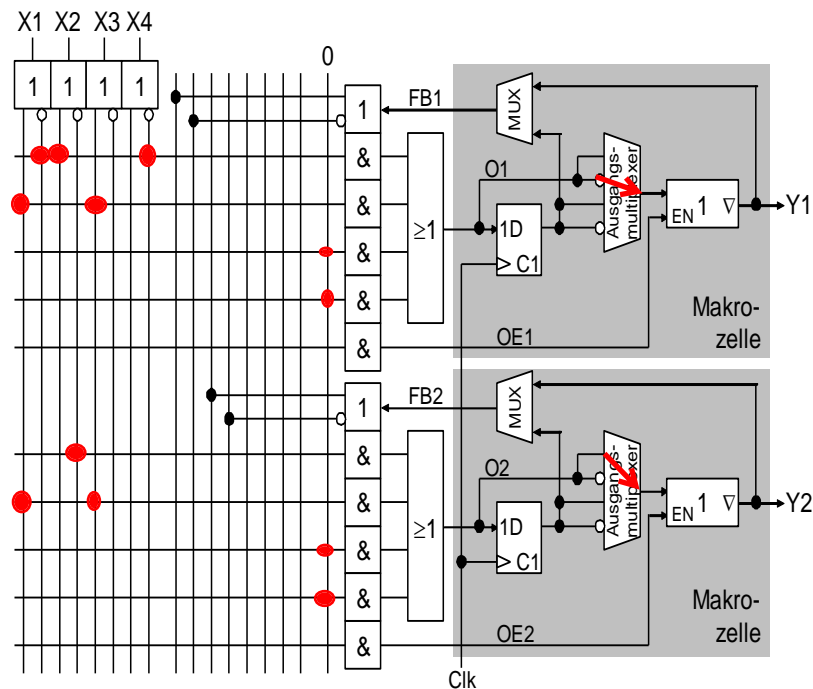 X1 X2 X3 X4
0
1 1 1 1
1
FB1
MUX
&
&
&
&
&
≥1
O1
1D
C1
Ausgangs-
multiplexer
1 ∇
EN
Y1
OE1
Makro-
zelle
1
FB2
MUX
&
&
&
&
&
≥1
O2
1D
C1
Ausgangs-
multiplexer
1 ∇
EN
Y2
OE2
Makro-
zelle
Clk